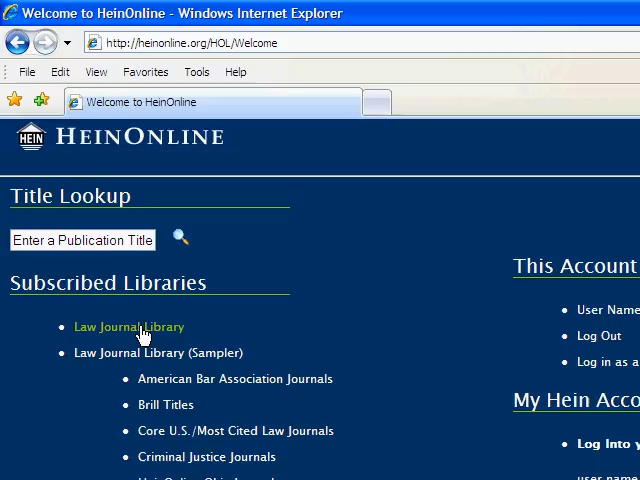 Welcome to HeinOnline - Windows Internet Explorer
http://heinonline.org/HOL/Welcome
File Edit View Favorites Tools Help
Welcome to HeinOnline
HEIN HEINONLINE
Title Lookup
Enter a Publication Title
Subscribed Libraries
This Account
User Name
Law Journal Library
Log Out
Law Journal Library (Sampler)
Log in as a
American Bar Association Journals
My Hein Acco
Brill Titles
Core U.S./Most Cited Law Journals
Log Into y
Criminal Justice Journals